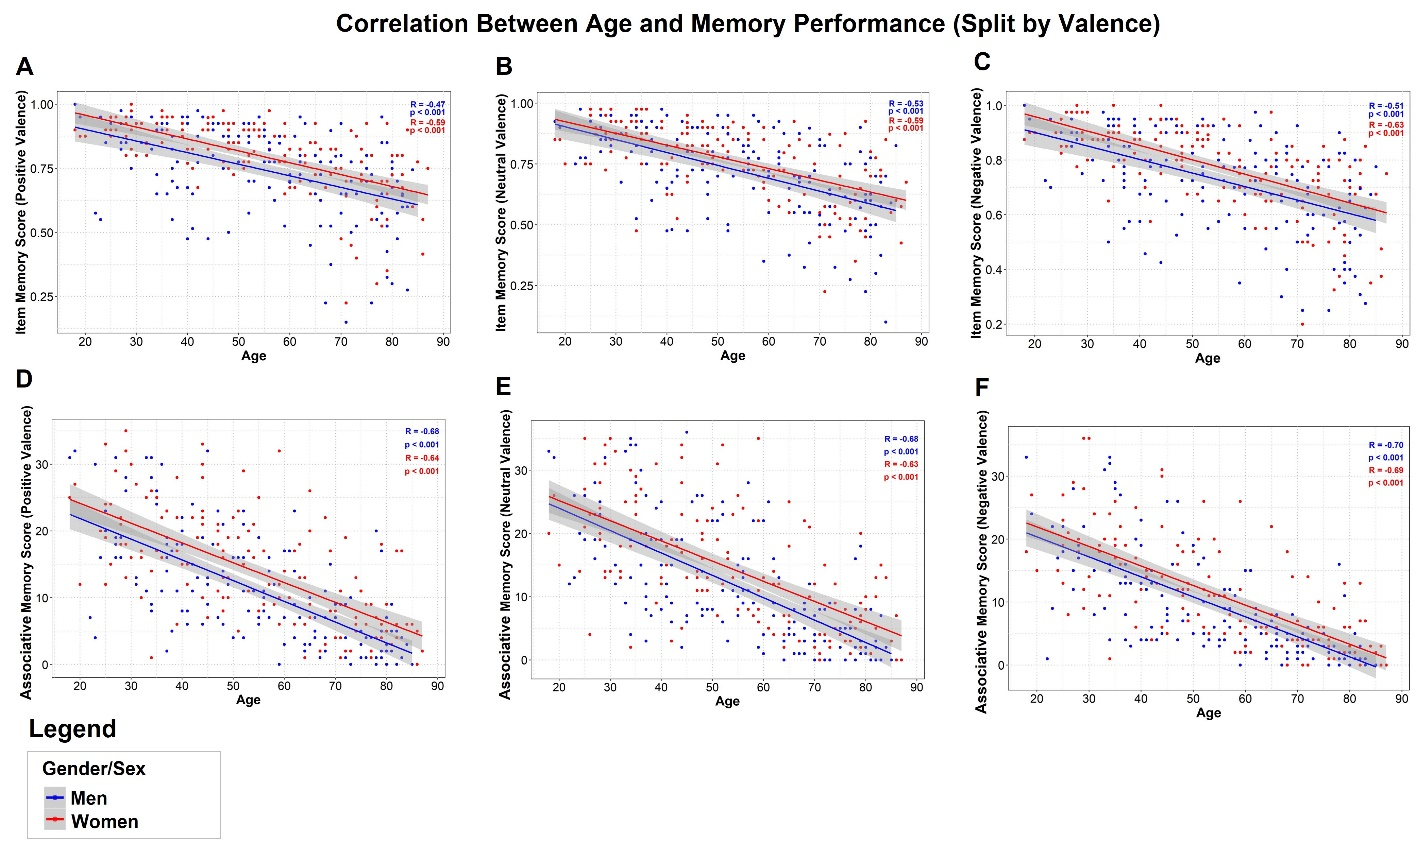 Correlation Between Age and Memory Performance (Split by Valence)
A
Item Memory Score (Positive Valence)
1.00
0.75
0.50
0.25
R = -0.47
p < 0.001
R = -0.59
p < 0.001
20 30 40 50 60 70 80 90
Age
B
Item Memory Score (Neutral Valence)
1.00
0.75
0.50
0.25
R = -0.53
p < 0.001
R = -0.59
p < 0.001
20 30 40 50 60 70 80 90
Age
C
Item Memory Score (Negative Valence)
1.0
0.8
0.6
0.4
0.2
R = -0.51
p < 0.001
R = -0.63
p < 0.001
20 30 40 50 60 70 80 90
Age
D
Associative Memory Score (Positive Valence)
30
20
10
0
R = -0.68
p < 0.001
R = -0.64
p < 0.001
20 30 40 50 60 70 80 90
Age
E
Associative Memory Score (Neutral Valence)
30
20
10
0
R = -0.68
p < 0.001
R = -0.63
p < 0.001
20 30 40 50 60 70 80 90
Age
F
Associative Memory Score (Negative Valence)
30
20
10
0
R = -0.70
p < 0.001
R = -0.69
p < 0.001
20 30 40 50 60 70 80 90
Age
Legend
Gender/Sex
Men
Women